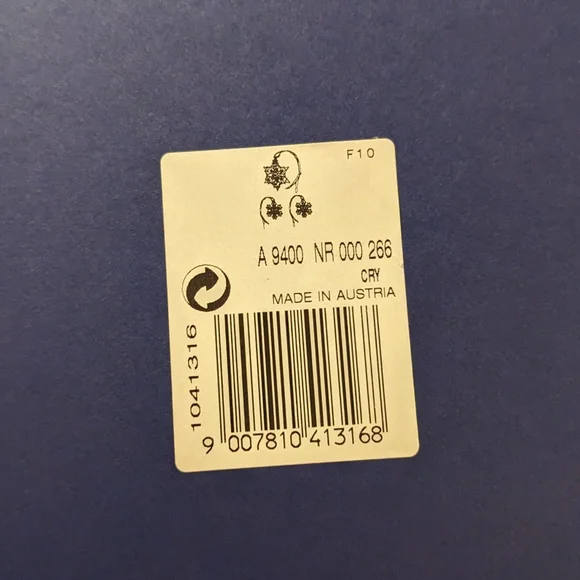 F10
A 9400 NR 000 266
CRY
MADE IN AUSTRIA
1041316
9 007810 413168